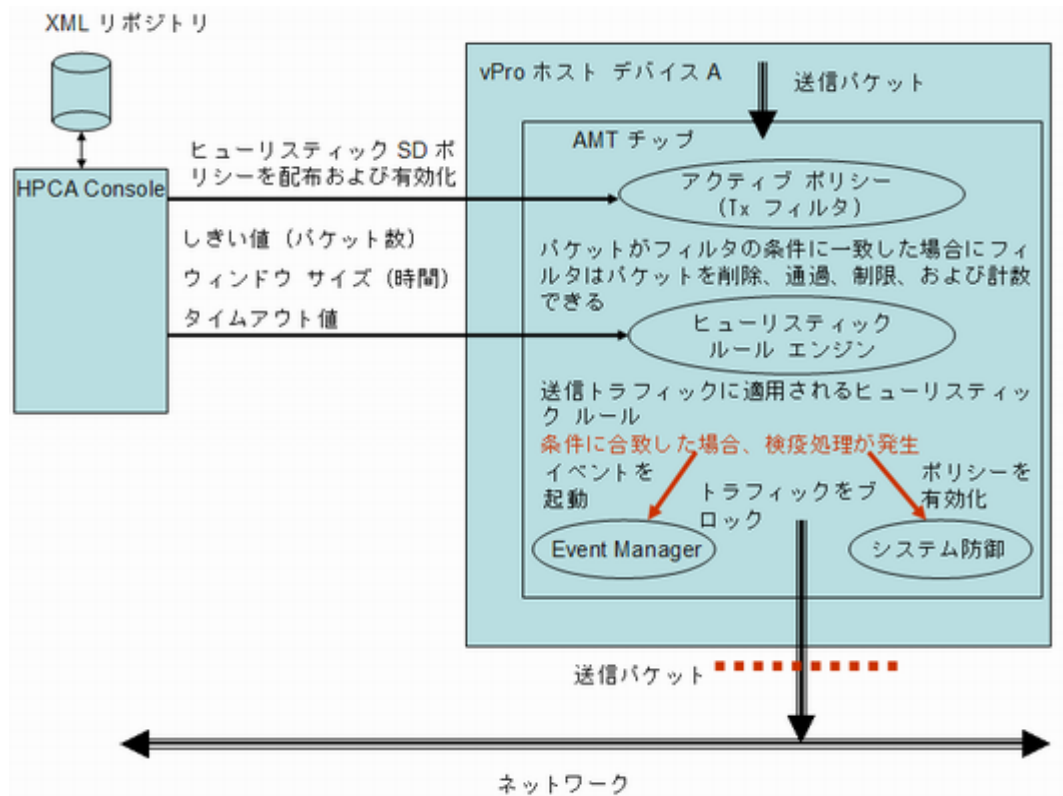 XML リポジトリ
HPCA Console
ヒューリスティック SD ポ
リシーを配布および有効化
しきい値（パケット数）
ウィンドウ サイズ（時間）
タイムアウト値
vPro ホスト デバイス A
送信パケット
AMT チップ
アクティブ ポリシー
（Tx フィルタ）
パケットがフィルタの条件に一致した場合にフィ
ルタはパケットを削除、通過、制限、および計数
できる
ヒューリスティック
ルール エンジン
送信トラフィックに適用されるヒューリスティッ
ク ルール
条件に合致した場合、検疫処理が発生
イベントを
起動
トラフィックをブ
ロック
ポリシーを
有効化
Event Manager
システム防御
送信パケット
ネットワーク